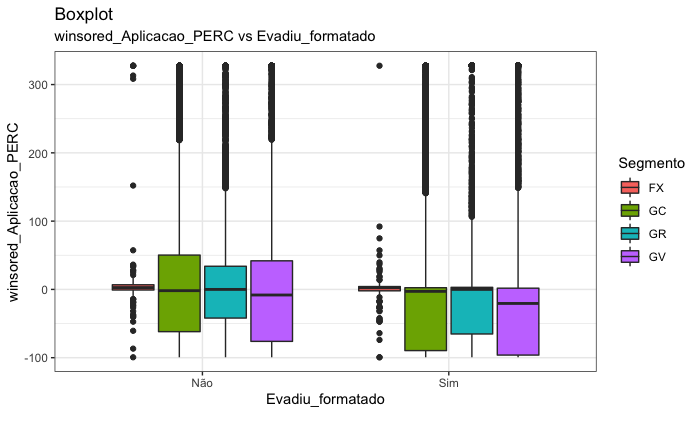 Boxplot
winsored_Aplicacao_PERC vs Evadiu_formatado
winsored_Aplicacao_PERC
300
200
100
0
-100
Não
Sim
Evadiu_formatado
Segmento
FX
GC
GR
GV